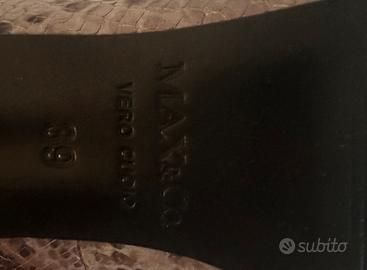 MAX&Co.
VERO CUOIO
39
subito